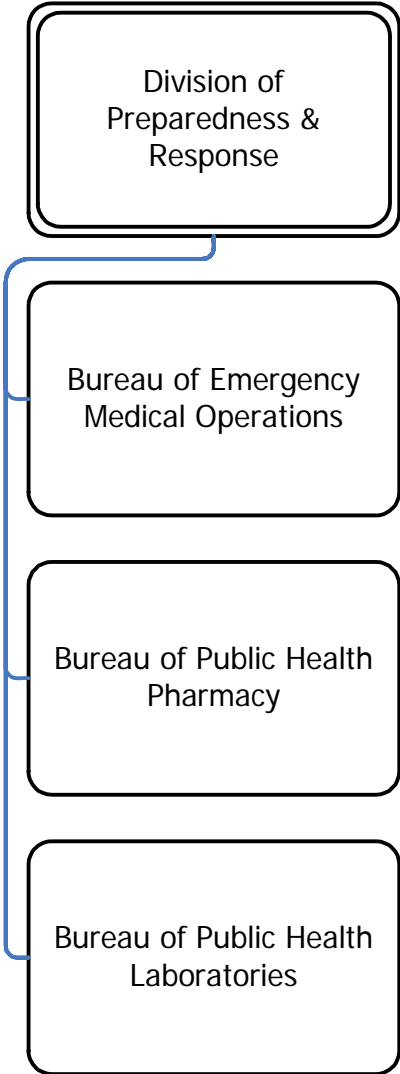 Division of
Preparedness &
Response
Bureau of Emergency
Medical Operations
Bureau of Public Health
Pharmacy
Bureau of Public Health
Laboratories